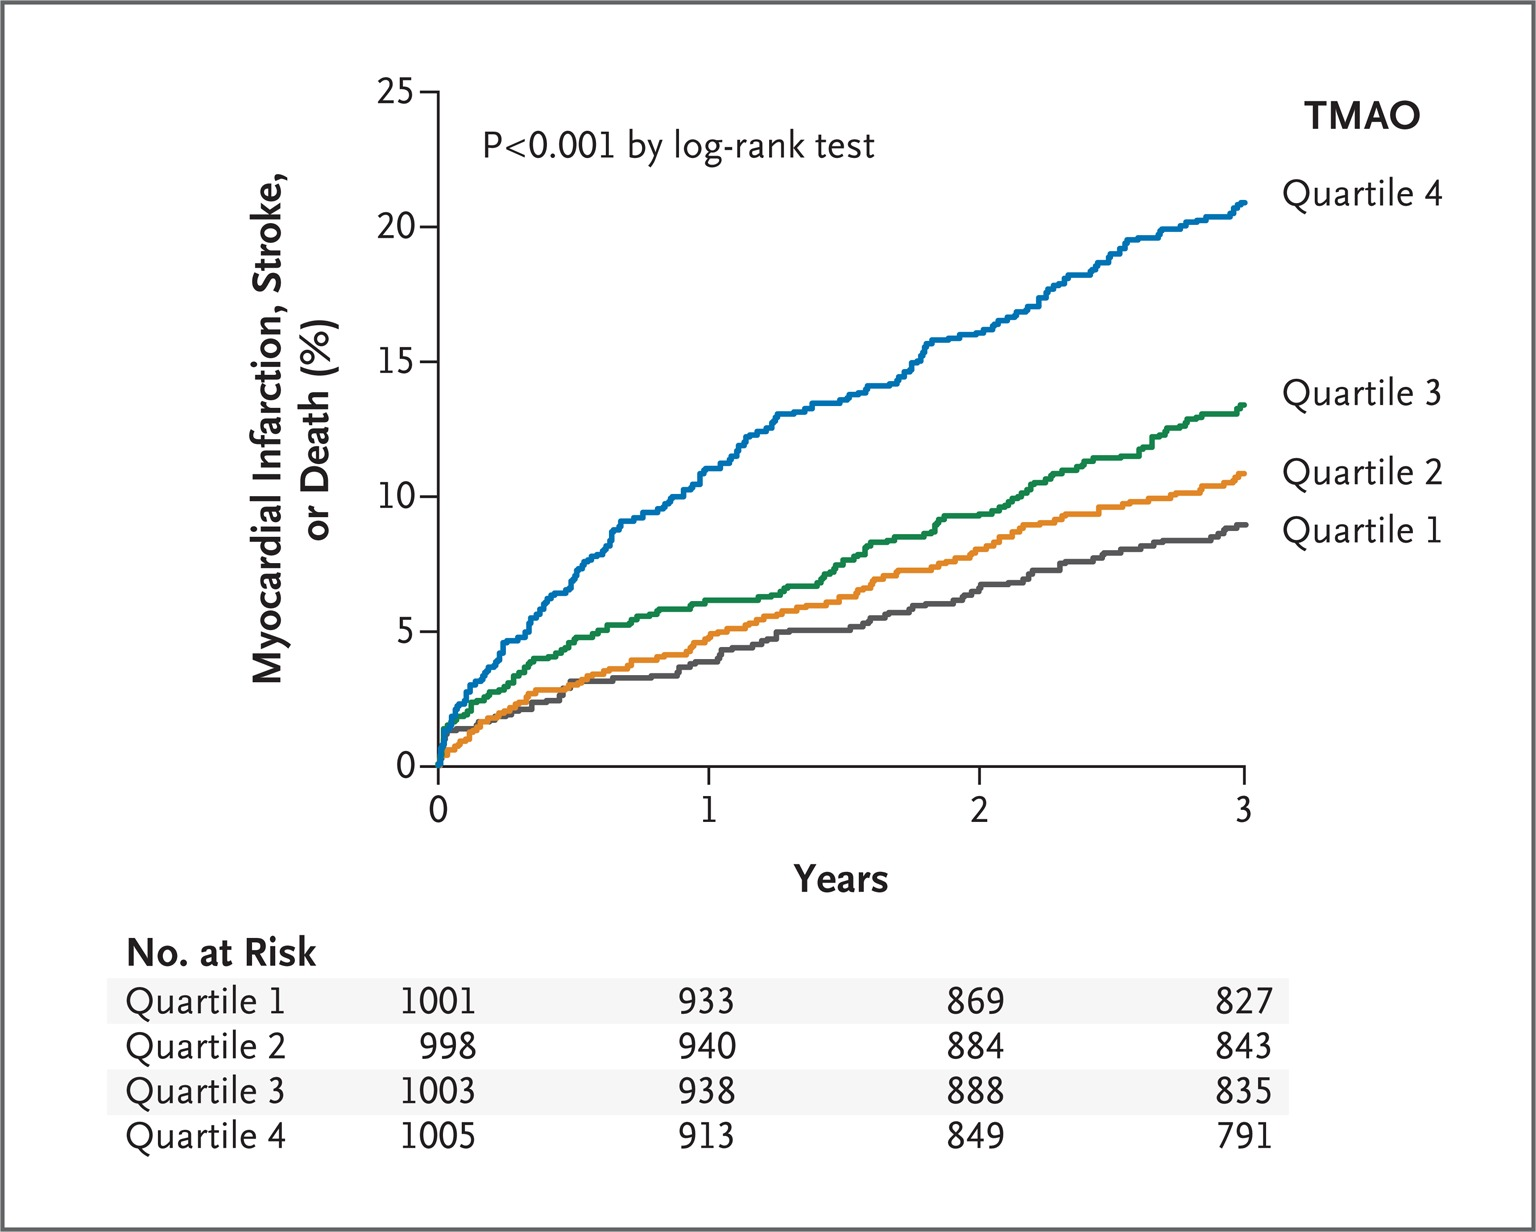 25
P<0.001 by log-rank test
TMAO
Quartile 4
20
15
Quartile 3
10
Quartile 2
Quartile 1
5
0
Myocardial Infarction, Stroke,
or Death (%)
0 1 2 3
Years
No. at Risk
Quartile 1 1001 933 869 827
Quartile 2 998 940 884 843
Quartile 3 1003 938 888 835
Quartile 4 1005 913 849 791